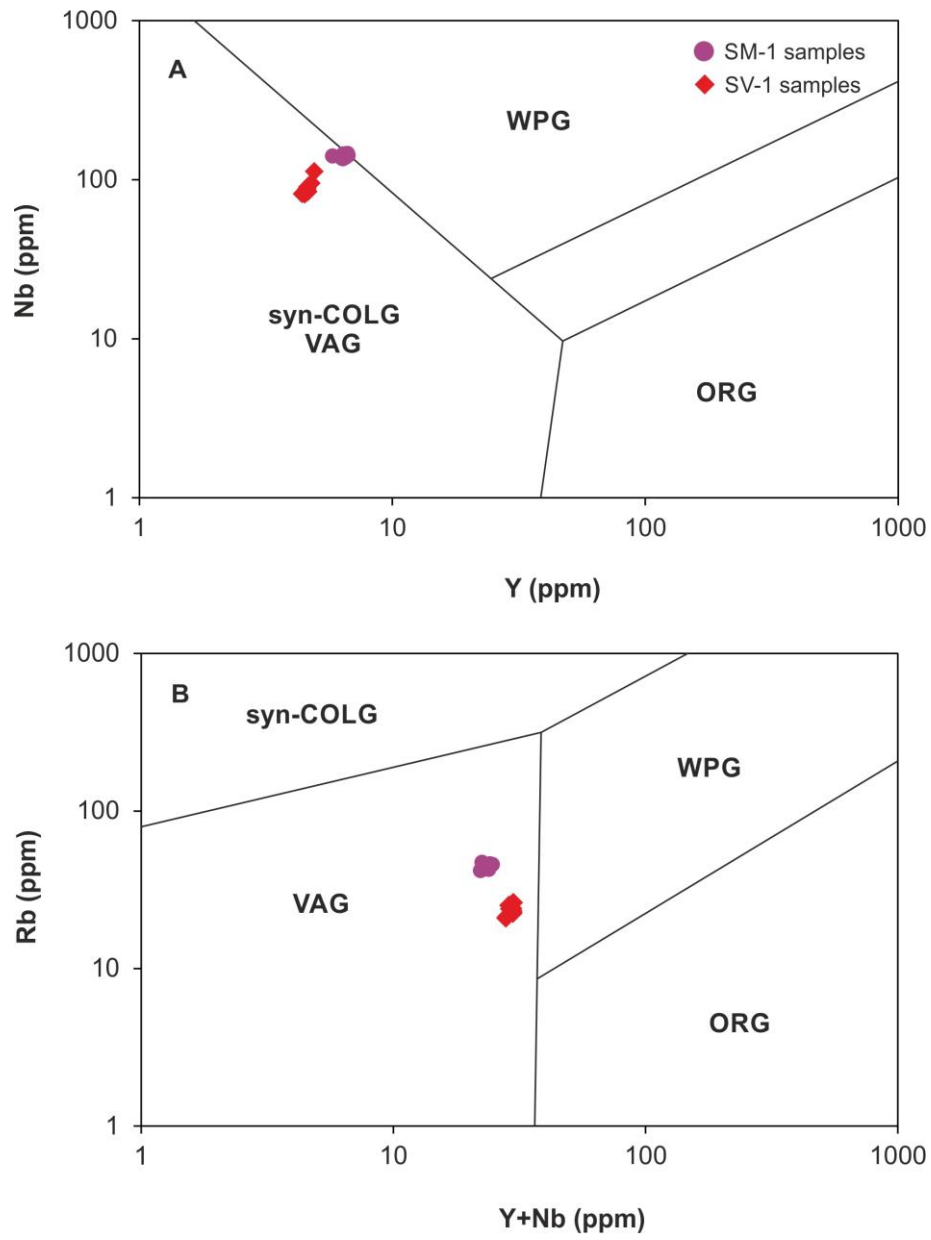 1000
A
SM-1 samples
SV-1 samples
WPG
100
Nb (ppm)
syn-COLG
VAG
10
ORG
1
1
10
100
1000
Y (ppm)
1000
B
syn-COLG
WPG
100
Rb (ppm)
VAG
10
ORG
1
1
10
100
1000
Y+Nb (ppm)